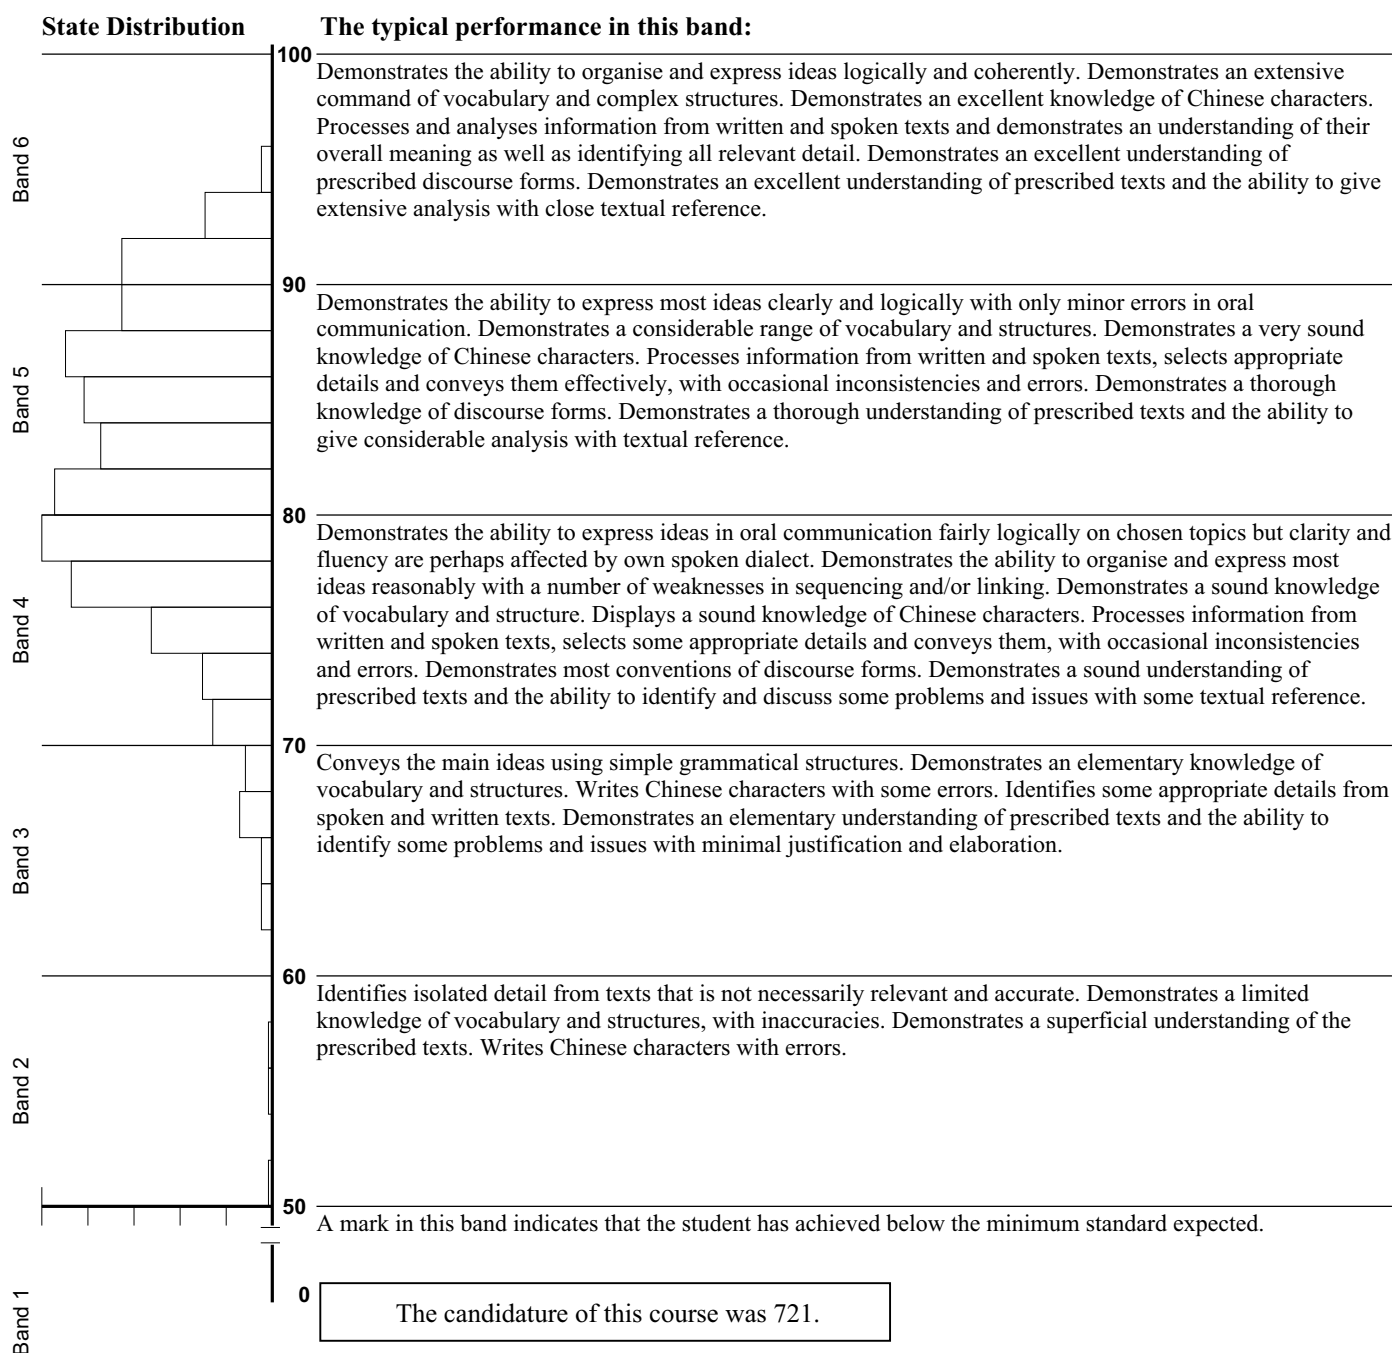 State Distribution
The typical performance in this band:
100
Demonstrates the ability to organise and express ideas logically and coherently. Demonstrates an extensive
command of vocabulary and complex structures. Demonstrates an excellent knowledge of Chinese characters.
Processes and analyses information from written and spoken texts and demonstrates an understanding of their
overall meaning as well as identifying all relevant detail. Demonstrates an excellent understanding of
prescribed discourse forms. Demonstrates an excellent understanding of prescribed texts and the ability to give
extensive analysis with close textual reference.
Band 6
90
Demonstrates the ability to express most ideas clearly and logically with only minor errors in oral
communication. Demonstrates a considerable range of vocabulary and structures. Demonstrates a very sound
knowledge of Chinese characters. Processes information from written and spoken texts, selects appropriate
details and conveys them effectively, with occasional inconsistencies and errors. Demonstrates a thorough
knowledge of discourse forms. Demonstrates a thorough understanding of prescribed texts and the ability to
give considerable analysis with textual reference.
Band 5
80
Demonstrates the ability to express ideas in oral communication fairly logically on chosen topics but clarity and
fluency are perhaps affected by own spoken dialect. Demonstrates the ability to organise and express most
ideas reasonably with a number of weaknesses in sequencing and/or linking. Demonstrates a sound knowledge
of vocabulary and structure. Displays a sound knowledge of Chinese characters. Processes information from
written and spoken texts, selects some appropriate details and conveys them, with occasional inconsistencies
and errors. Demonstrates most conventions of discourse forms. Demonstrates a sound understanding of
prescribed texts and the ability to identify and discuss some problems and issues with some textual reference.
Band 4
70
Conveys the main ideas using simple grammatical structures. Demonstrates an elementary knowledge of
vocabulary and structures. Writes Chinese characters with some errors. Identifies some appropriate details from
spoken and written texts. Demonstrates an elementary understanding of prescribed texts and the ability to
identify some problems and issues with minimal justification and elaboration.
Band 3
60
Identifies isolated detail from texts that is not necessarily relevant and accurate. Demonstrates a limited
knowledge of vocabulary and structures, with inaccuracies. Demonstrates a superficial understanding of the
prescribed texts. Writes Chinese characters with errors.
Band 2
50
A mark in this band indicates that the student has achieved below the minimum standard expected.
0
Band 1
The candidature of this course was 721.